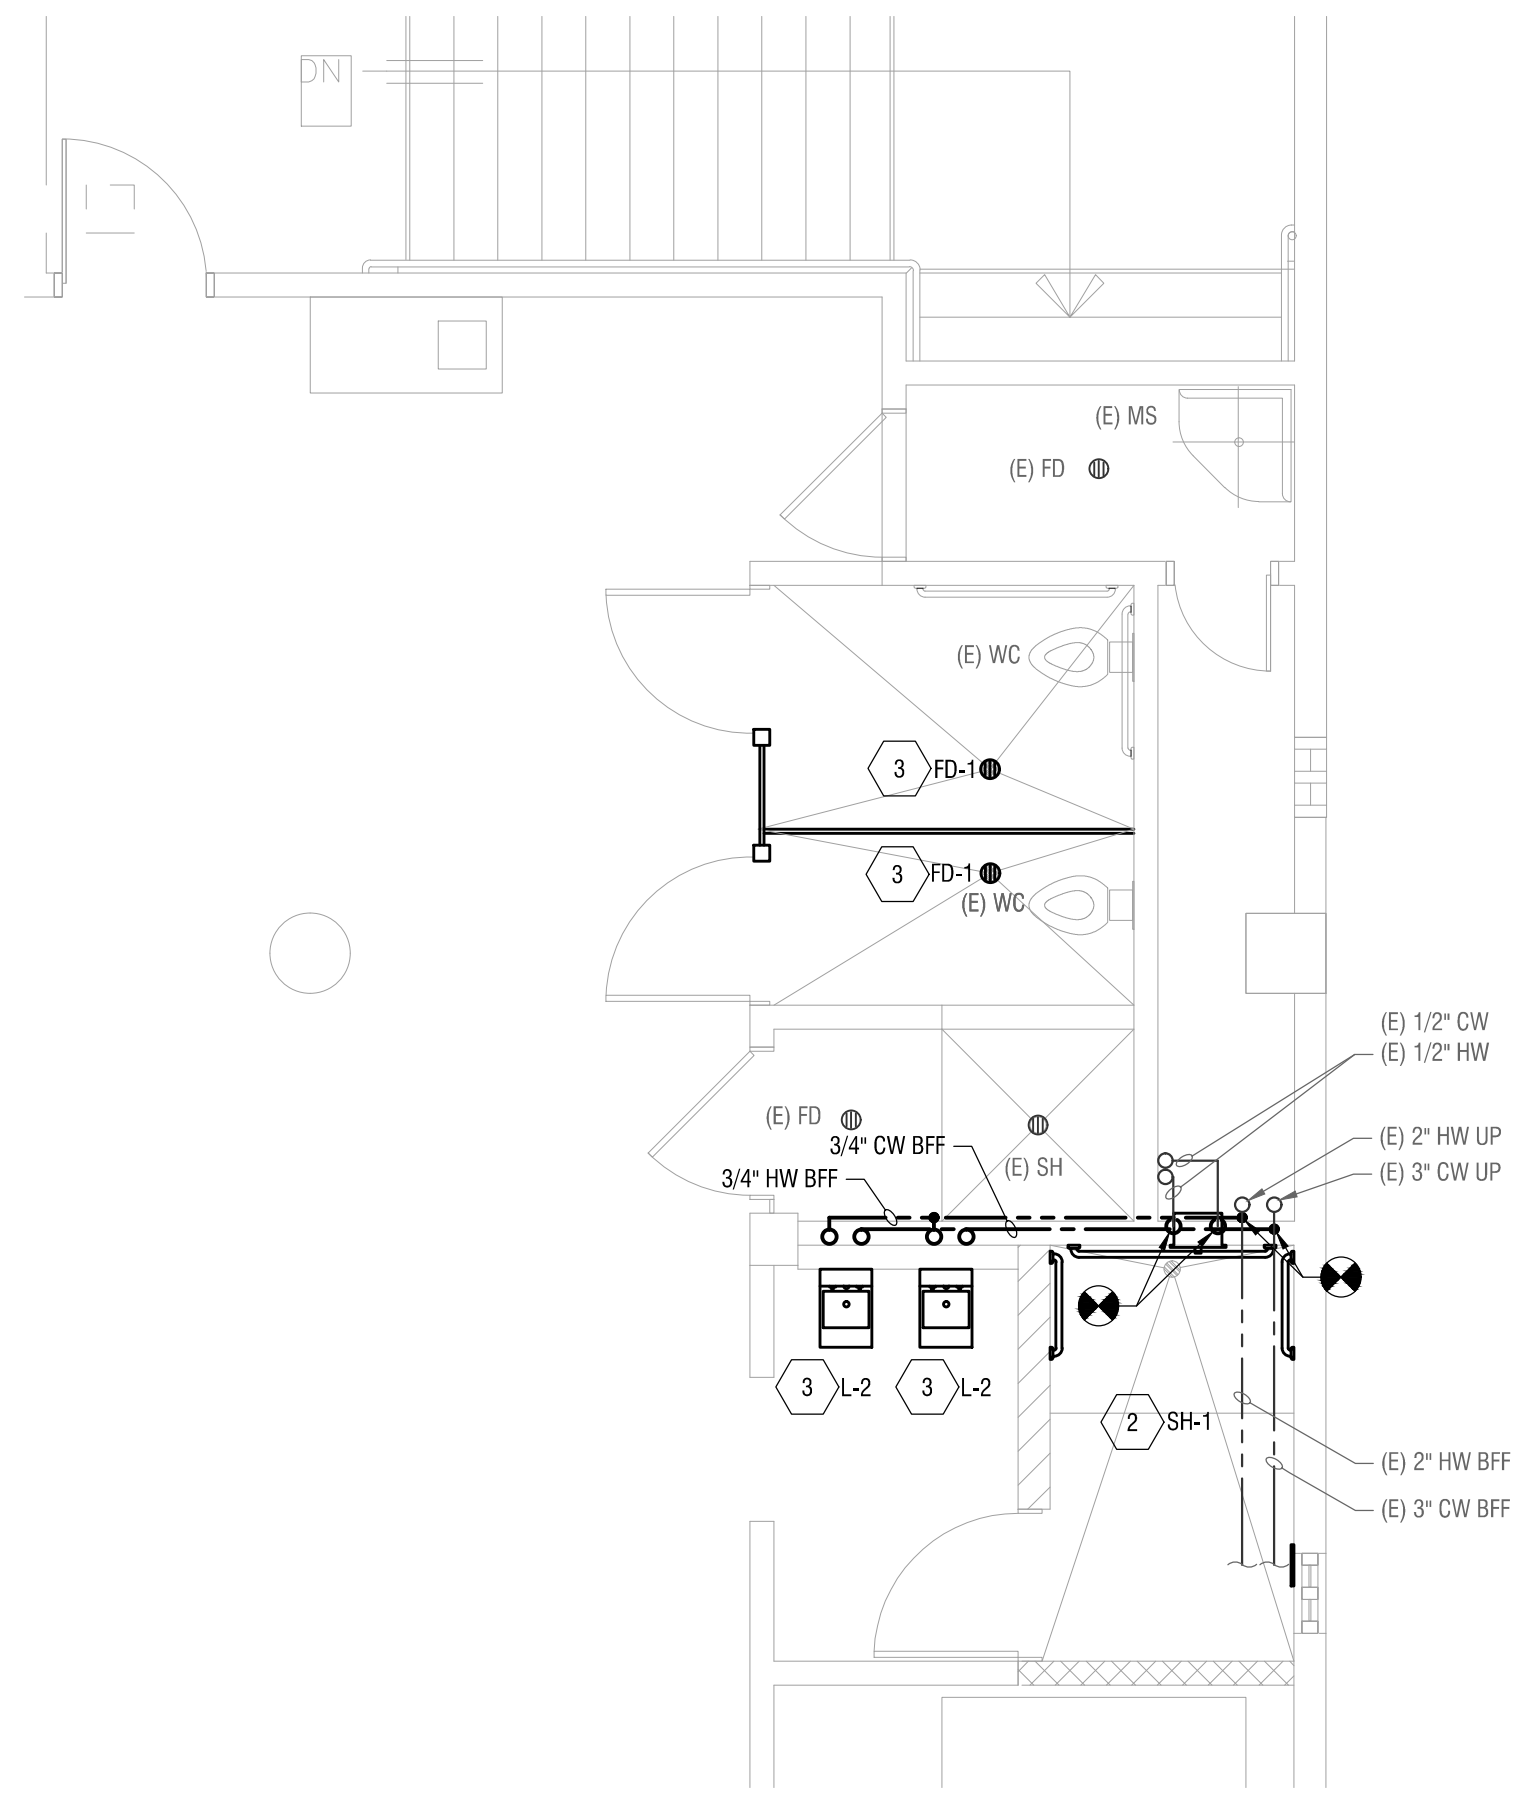 DN
(E) MS
(E) FD
(E) WC
3 FD-1
3 FD-1
(E) WC
(E) 1/2" CW
(E) 1/2" HW
(E) FD
3/4" CW BFF
(E) 2" HW UP
(E) SH
3/4" HW BFF
(E) 3" CW UP
3 L-2
3 L-2
2 SH-1
(E) 2" HW BFF
(E) 3" CW BFF